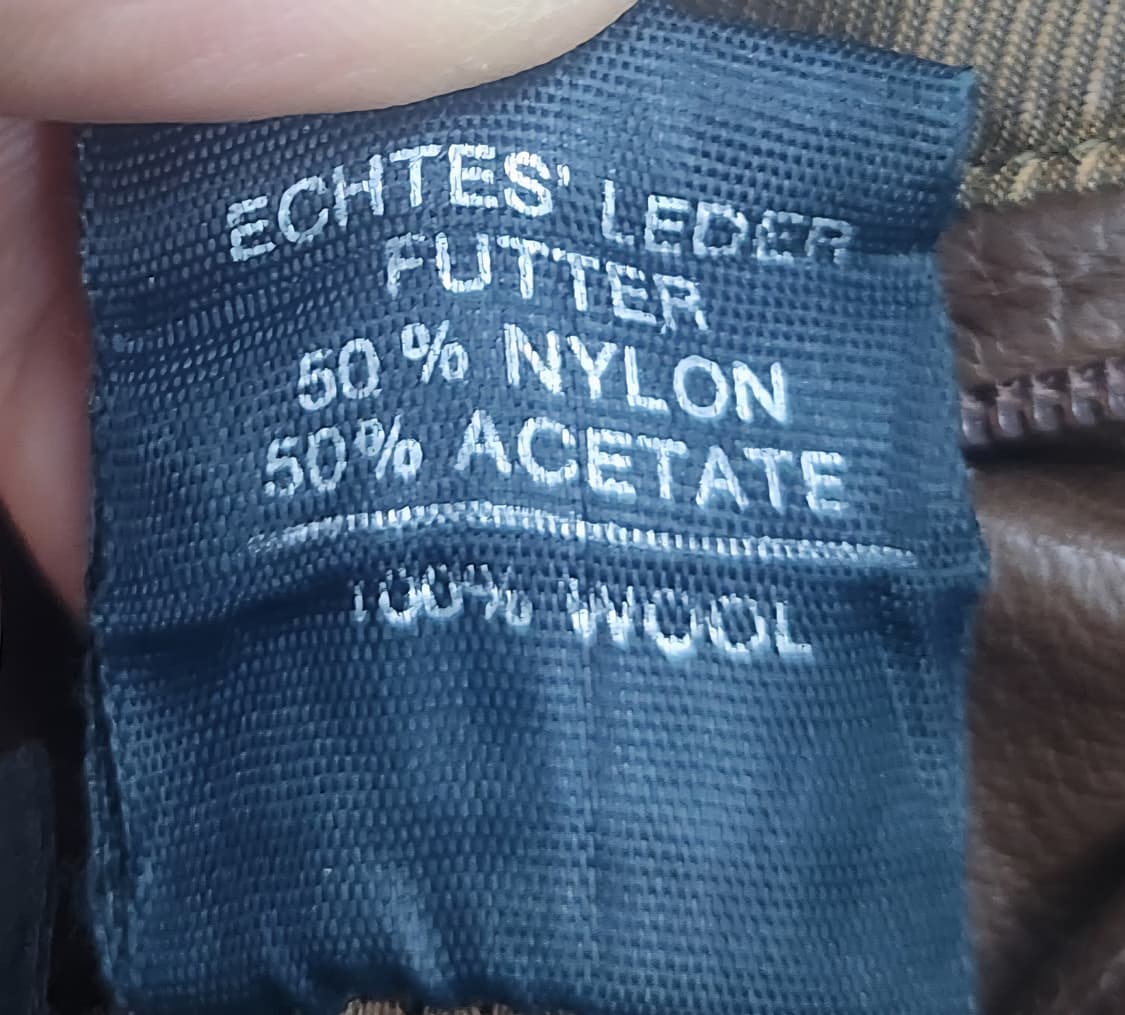 ECHTES' LEDER
FUTTER
50 % NYLON
50% ACETATE
100% WOOL